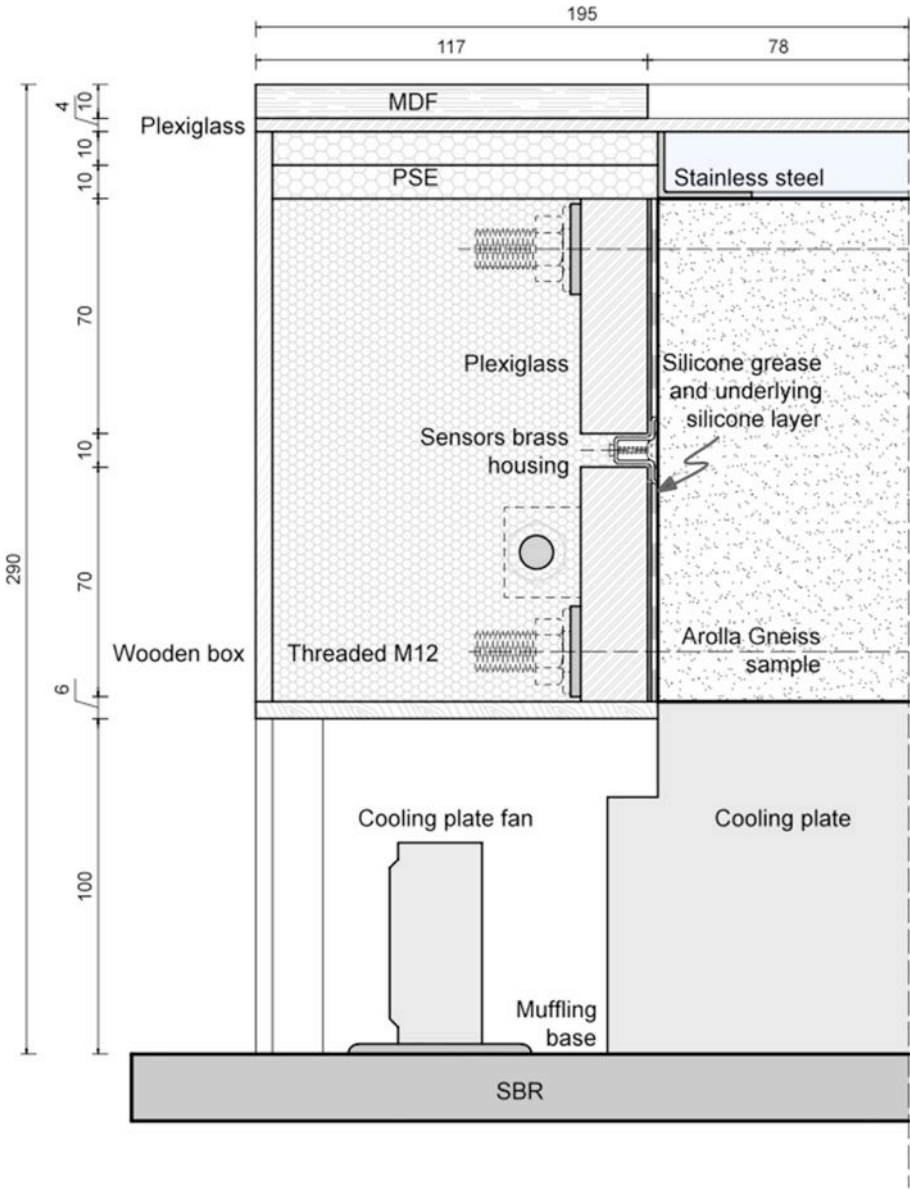 195
117
78
4
10
MDF
Plexiglass
10
10
PSE
Stainless steel
70
Plexiglass
Silicone grease
and underlying
silicone layer
Sensors brass
housing
10
290
70
Wooden box
Threaded M12
Arolla Gneiss
sample
6
Cooling plate fan
Cooling plate
100
Muffling
base
SBR